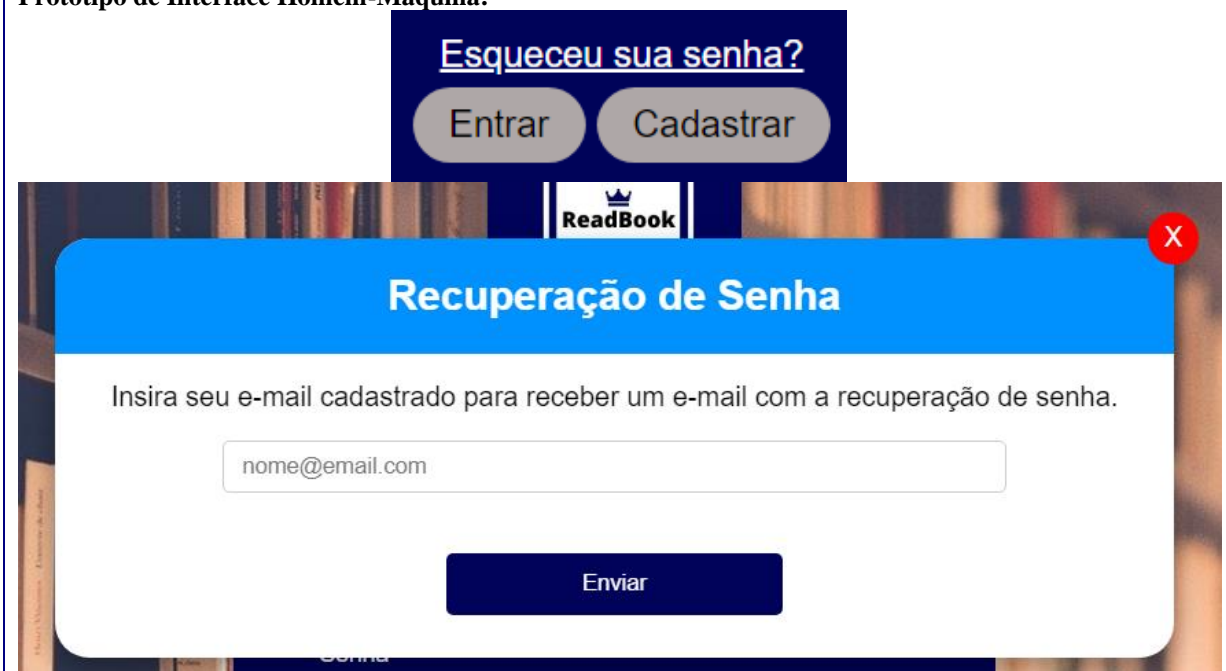 Protótipo de Interface Homem-Máquina:
Esqueceu sua senha?
Entrar Cadastrar
ReadBook
X
Recuperação de Senha
Insira seu e-mail cadastrado para receber um e-mail com a recuperação de senha.
nome@email.com
Enviar
Senha